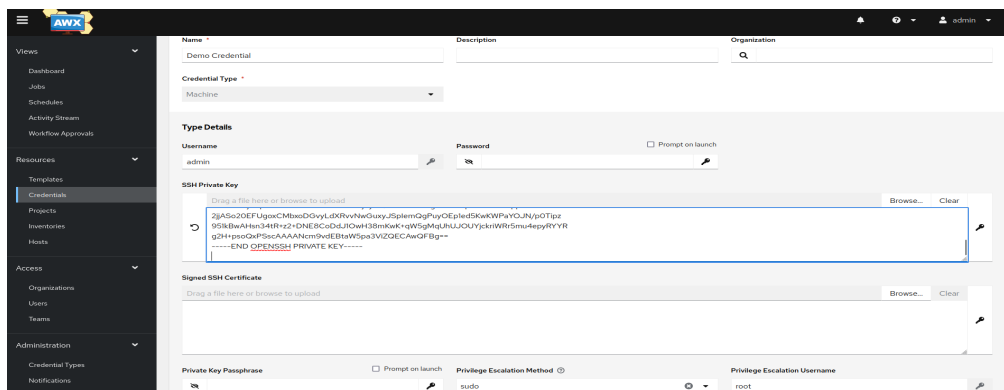 AWX
admin
Name *
Description
Organization
Demo Credential
Credential Type *
Machine
Type Details
Username
Password
Prompt on launch
admin
SSH Private Key
Drag a file here or browse to upload
Browse...
Clear
-----END OPENSSH PRIVATE KEY-----
Signed SSH Certificate
Drag a file here or browse to upload
Browse...
Clear
Private Key Passphrase
Prompt on launch
Privilege Escalation Method
Privilege Escalation Username
sudo
root
Views
Dashboard
Jobs
Schedules
Activity Stream
Workflow Approvals
Resources
Templates
Credentials
Projects
Inventories
Hosts
Access
Organizations
Users
Teams
Administration
Credential Types
Notifications